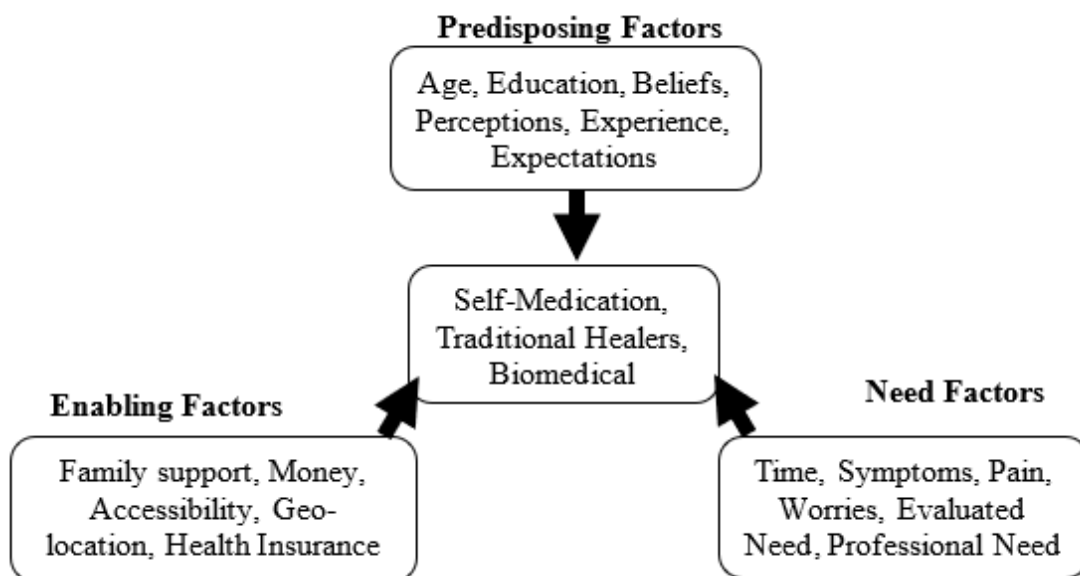 Predisposing Factors
Age, Education, Beliefs,
Perceptions, Experience,
Expectations
Self-Medication,
Traditional Healers,
Biomedical
Enabling Factors
Family support, Money,
Accessibility, Geo-
location, Health Insurance
Need Factors
Time, Symptoms, Pain,
Worries, Evaluated
Need, Professional Need